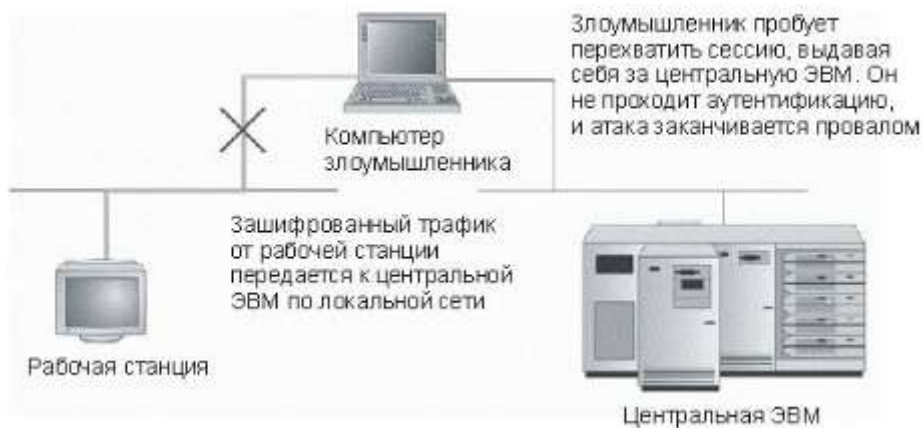 Злоумышленник пробует
перехватить сессию, выдавая
себя за центральную ЭВМ. Он
не проходит аутентификацию,
и атака заканчивается провалом
Компьютер
злоумышленника
Зашифрованный трафик
от рабочей станции
передается к центральной
ЭВМ по локальной сети
Рабочая станция
Центральная ЭВМ